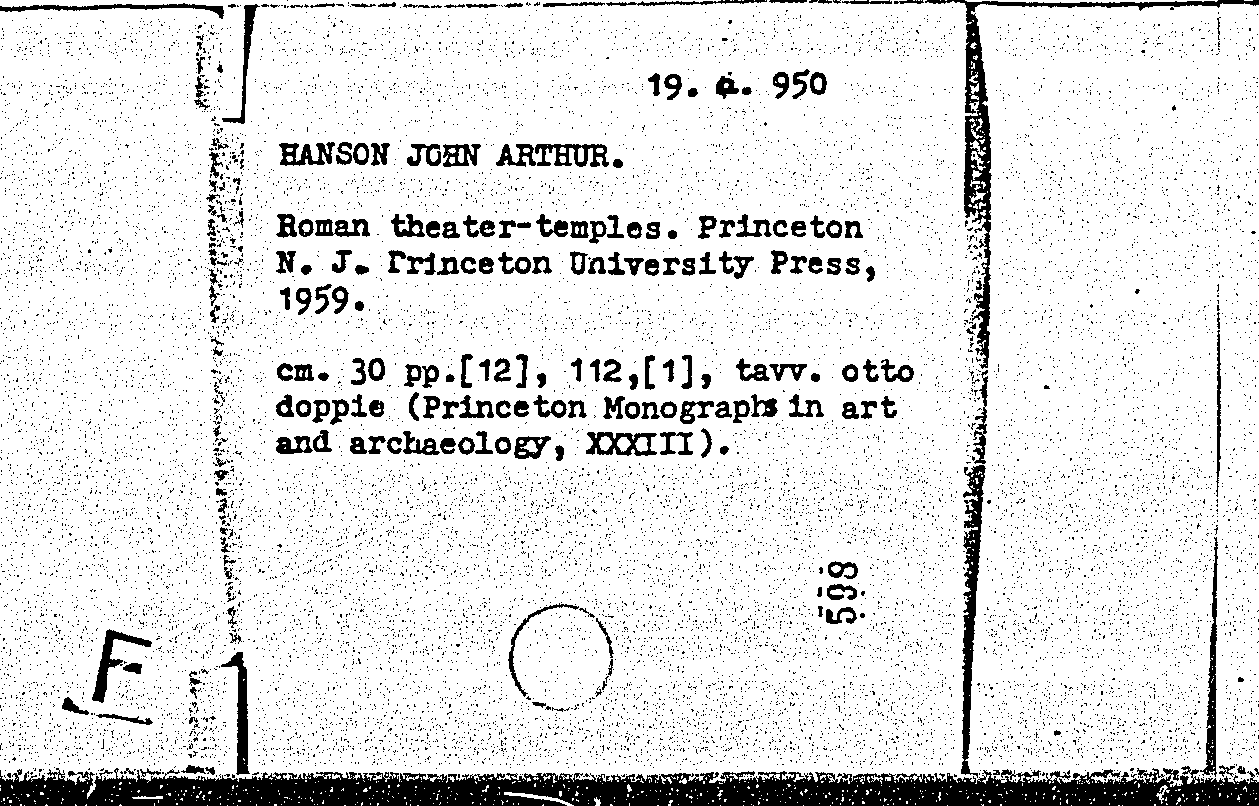 19. a. 950
HANSON JOHN ARTHUR.
Roman theater-temples. Princeton
N. J. Princeton University Press,
1959.
cm. 30 pp.[12], 112,[1], tavv. otto
doppie (Princeton Monographs in art
and archaeology, XXXIII).
F